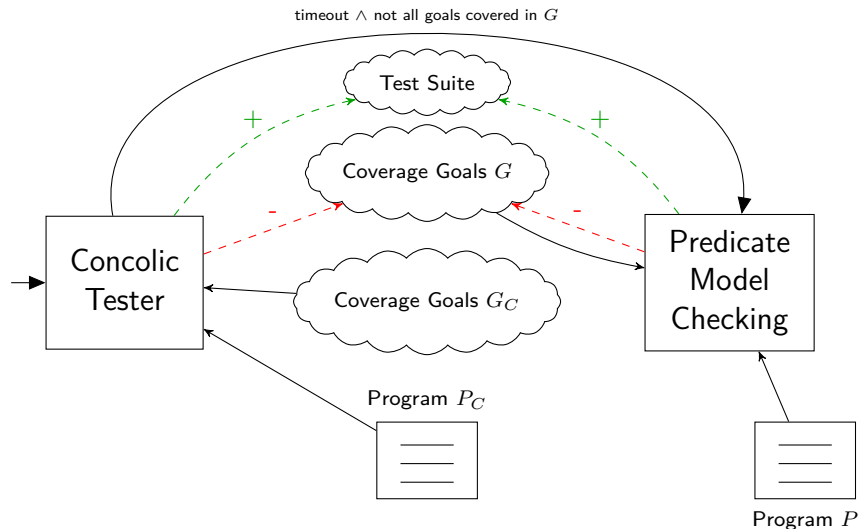 timeout ∧ not all goals covered in G
Test Suite
+
+
Coverage Goals G
-
-
Concolic
Tester
Predicate
Model
Checking
Coverage Goals G_C
Program P_C
Program P